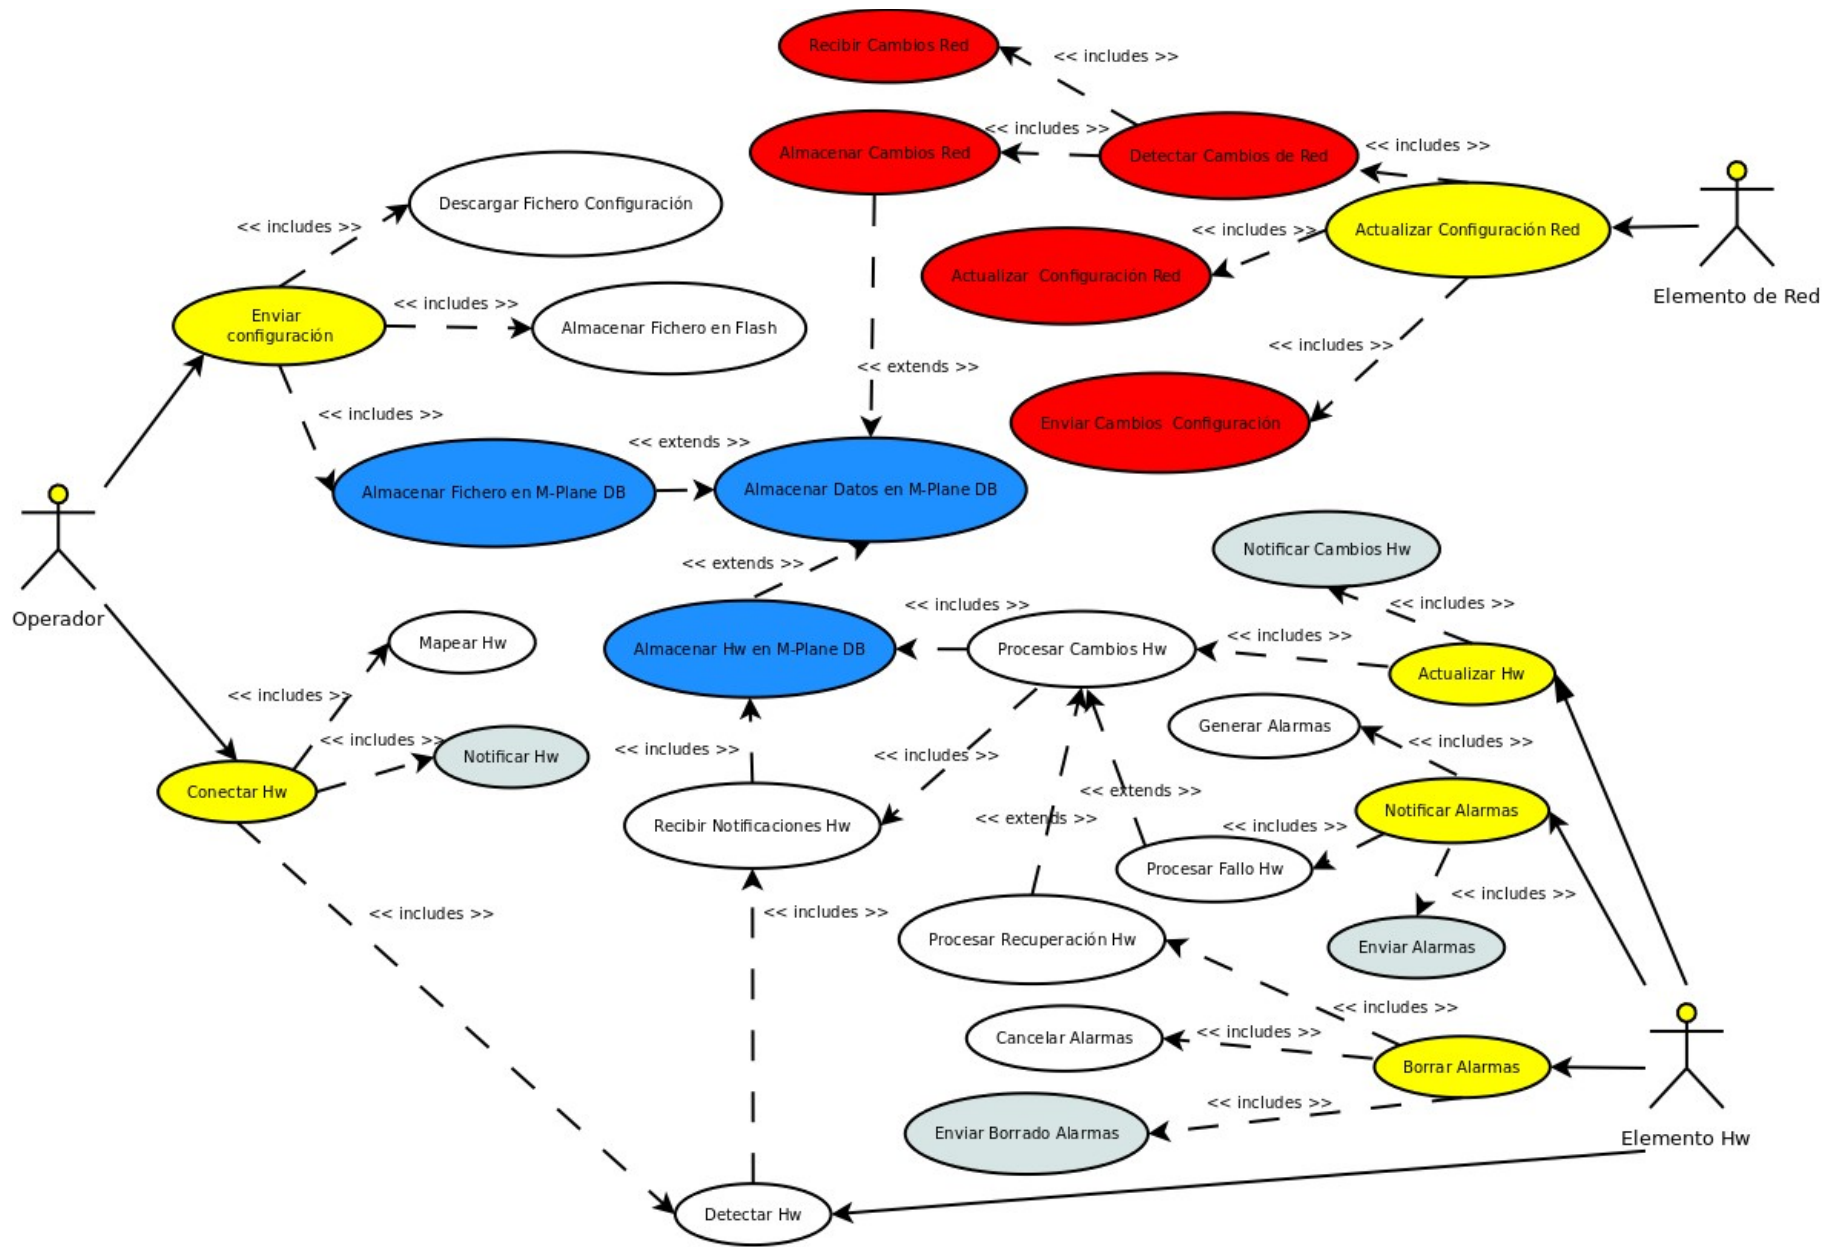 Recibir Cambios Red
<< includes >>
<< includes >>
Almacenar Cambios Red
Detectar Cambios de Red
<< includes >>
Descargar Fichero Configuración
<< includes >>
<< includes >>
Actualizar Configuración Red
Actualizar  Configuración Red
Elemento de Red
Enviar
configuración
<< includes >>
Almacenar Fichero en Flash
<< includes >>
<< extends >>
<< includes >>
Enviar Cambios  Configuración
<< extends >>
Almacenar Fichero en M-Plane DB
Almacenar Datos en M-Plane DB
Notificar Cambios Hw
<< extends >>
<< includes >>
<< includes >>
Operador
Mapear Hw
Almacenar Hw en M-Plane DB
Procesar Cambios Hw
<< includes >>
Actualizar Hw
<< includes >>
Generar Alarmas
<< includes >>
<< includes >>
Notificar Hw
<< includes >>
<< includes >>
Conectar Hw
<< extends >>
Notificar Alarmas
Recibir Notificaciones Hw
<< extends >>
<< includes >>
Procesar Fallo Hw
<< includes >>
<< includes >>
<< includes >>
Procesar Recuperación Hw
Enviar Alarmas
<< includes >>
Cancelar Alarmas
<< includes >>
Borrar Alarmas
<< includes >>
Enviar Borrado Alarmas
Elemento Hw
Detectar Hw